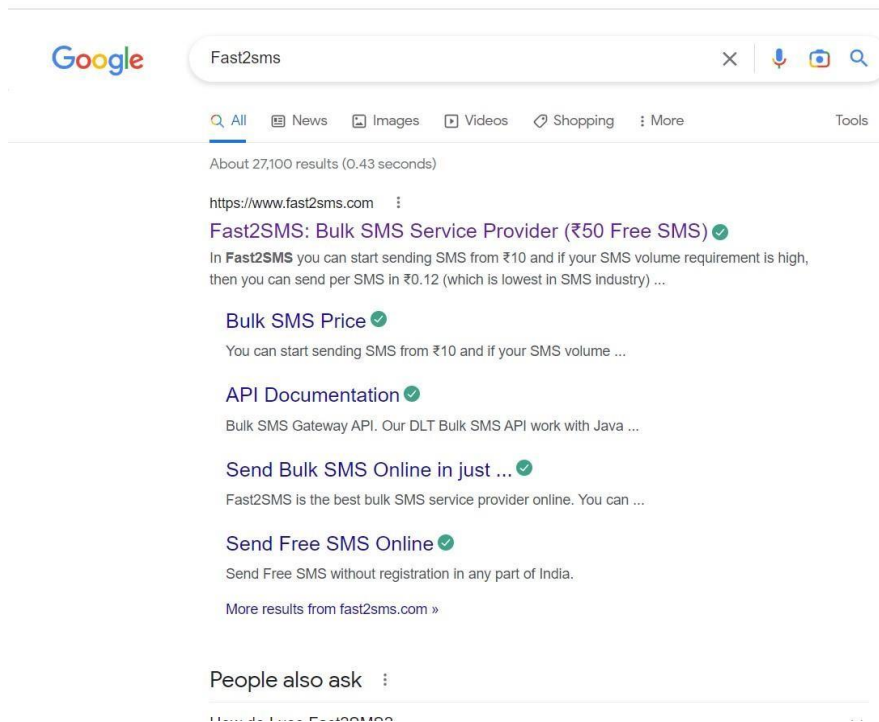 Google
Fast2sms
All News Images Videos Shopping More Tools
About 27,100 results (0.43 seconds)
https://www.fast2sms.com
Fast2SMS: Bulk SMS Service Provider (₹50 Free SMS)
In Fast2SMS you can start sending SMS from ₹10 and if your SMS volume requirement is high,
then you can send per SMS in ₹0.12 (which is lowest in SMS industry) ...
Bulk SMS Price
You can start sending SMS from ₹10 and if your SMS volume ...
API Documentation
Bulk SMS Gateway API. Our DLT Bulk SMS API work with Java ...
Send Bulk SMS Online in just ...
Fast2SMS is the best bulk SMS service provider online. You can ...
Send Free SMS Online
Send Free SMS without registration in any part of India.
More results from fast2sms.com »
People also ask
How do I use Fast2SMS?